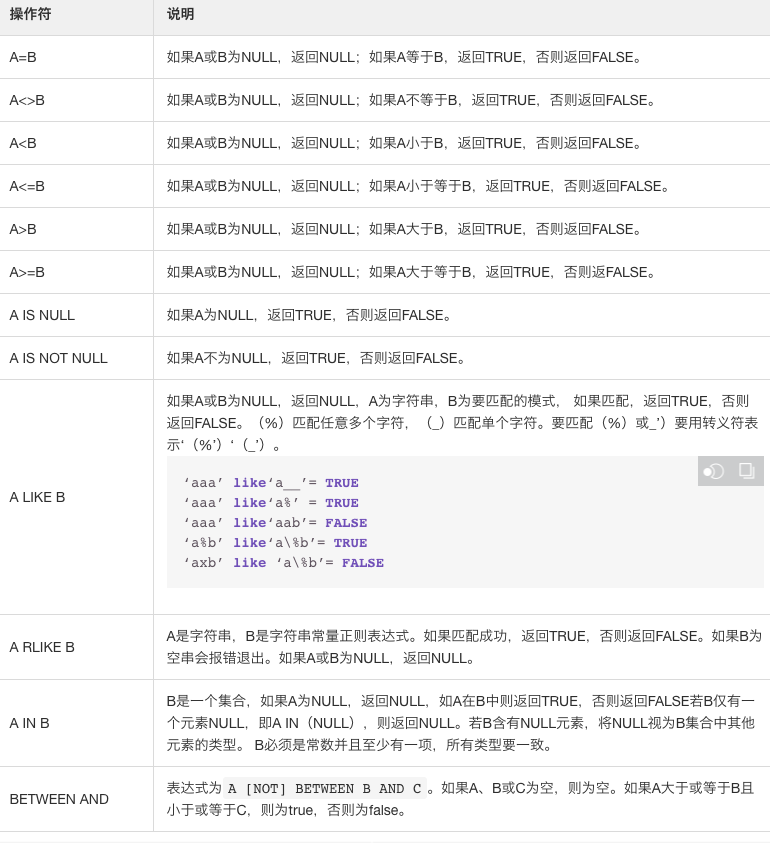 操作符 说明
A=B 如果A或B为NULL，返回NULL；如果A等于B，返回TRUE，否则返回FALSE。
A<>B 如果A或B为NULL，返回NULL；如果A不等于B，返回TRUE，否则返回FALSE。
A<B 如果A或B为NULL，返回NULL；如果A小于B，返回TRUE，否则返回FALSE。
A<=B 如果A或B为NULL，返回NULL；如果A小于等于B，返回TRUE，否则返回FALSE。
A>B 如果A或B为NULL，返回NULL；如果A大于B，返回TRUE，否则返回FALSE。
A>=B 如果A或B为NULL，返回NULL；如果A大于等于B，返回TRUE，否则返FALSE。
A IS NULL 如果A为NULL，返回TRUE，否则返回FALSE。
A IS NOT NULL 如果A不为NULL，返回TRUE，否则返回FALSE。
A LIKE B
如果A或B为NULL，返回NULL，A为字符串，B为要匹配的模式， 如果匹配，返回TRUE，否则
返回FALSE。（%）匹配任意多个字符，（_）匹配单个字符。要匹配（%）或_’）要用转义符表
示‘（%’）‘（_’）。
‘aaa’ like‘a__’= TRUE
‘aaa’ like‘a%’ = TRUE
‘aaa’ like‘aab’= FALSE
‘a%b’ like‘a\%b’= TRUE
‘axb’ like ‘a\%b’= FALSE
A RLIKE B
A是字符串，B是字符串常量正则表达式。如果匹配成功，返回TRUE，否则返回FALSE。如果B为
空串会报错退出。如果A或B为NULL，返回NULL。
A IN B
B是一个集合，如果A为NULL，返回NULL，如A在B中则返回TRUE，否则返回FALSE若B仅有一
个元素NULL，即A IN（NULL），则返回NULL。若B含有NULL元素，将NULL视为B集合中其他
元素的类型。 B必须是常数并且至少有一项，所有类型要一致。
BETWEEN AND
表达式为 A [NOT] BETWEEN B AND C 。如果A、B或C为空，则为空。如果A大于或等于B且
小于或等于C，则为true，否则为false。